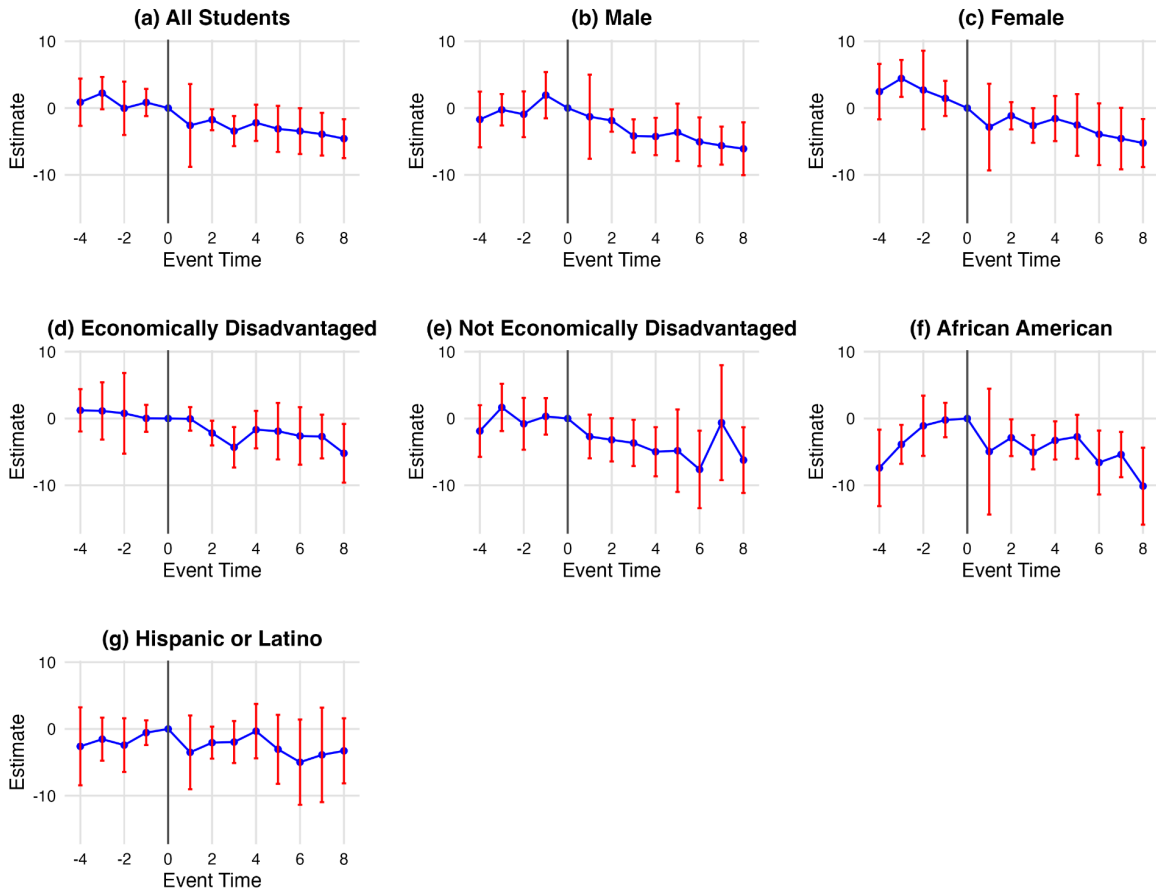 (a) All Students
(b) Male
(c) Female
10
0
-10
Estimate
-4 -2 0 2 4 6 8
Event Time
10
0
-10
Estimate
-4 -2 0 2 4 6 8
Event Time
10
0
-10
Estimate
-4 -2 0 2 4 6 8
Event Time
(d) Economically Disadvantaged
(e) Not Economically Disadvantaged
(f) African American
10
0
-10
Estimate
-4 -2 0 2 4 6 8
Event Time
10
0
-10
Estimate
-4 -2 0 2 4 6 8
Event Time
10
0
-10
Estimate
-4 -2 0 2 4 6 8
Event Time
(g) Hispanic or Latino
10
0
-10
Estimate
-4 -2 0 2 4 6 8
Event Time